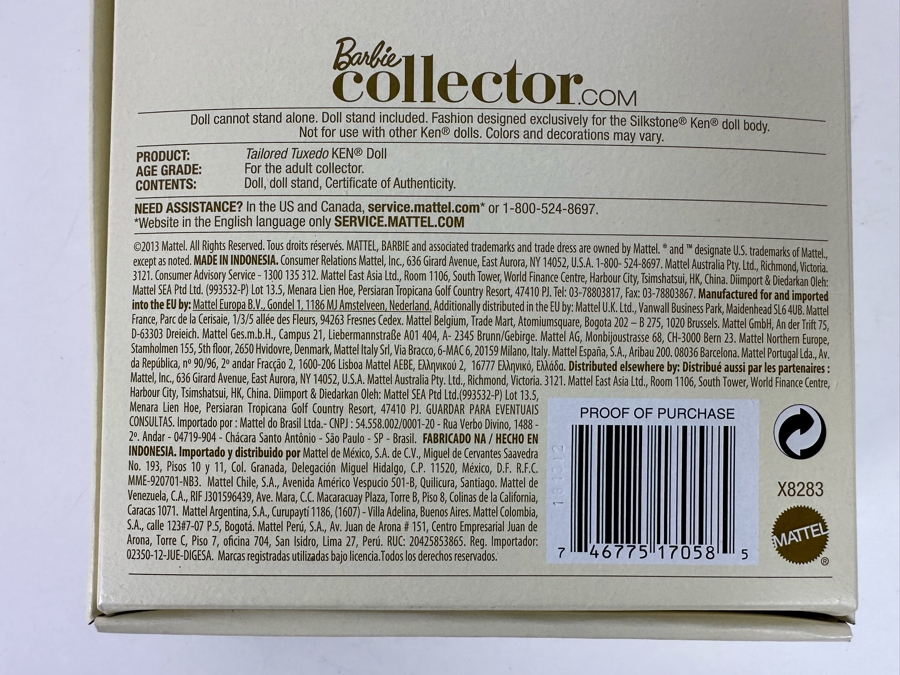 Barbie
collector.COM
Doll cannot stand alone. Doll stand included. Fashion designed exclusively for the Silkstone® Ken® doll body.
Not for use with other Ken® dolls. Colors and decorations may vary.
PRODUCT: Tailored Tuxedo KEN® Doll
AGE GRADE: For the adult collector.
CONTENTS: Doll, doll stand, Certificate of Authenticity.
NEED ASSISTANCE? In the US and Canada, service.mattel.com* or 1-800-524-8697.
*Website in the English language only SERVICE.MATTEL.COM
©2013 Mattel. All Rights Reserved. Tous droits réservés. MATTEL, BARBIE and associated trademarks and trade dress are owned by Mattel. ® and ™ designate U.S. trademarks of Mattel.,
except as noted. MADE IN INDONESIA. Consumer Relations Mattel, Inc., 636 Girard Avenue, East Aurora, NY 14052, U.S.A. 1-800- 524-8697. Mattel Australia Pty. Ltd., Richmond, Victoria.
3121. Consumer Advisory Service - 1300 135 312. Mattel East Asia Ltd., Room 1106, South Tower, World Finance Centre, Harbour City, Tsimshatsui, HK, China. Diimport & Diedarkan Oleh:
Mattel SEA Ptd Ltd. (993532-P) Lot 13.5, Menara Lien Hoe, Persiaran Tropicana Golf Country Resort, 47410 PJ. Tel: 03-78803817, Fax: 03-78803867. Manufactured for and imported
into the EU by: Mattel Europa B.V., Gondel 1, 1186 MJ Amstelveen, Nederland. Additionally distributed in the EU by: Mattel U.K. Ltd., Vanwall Business Park, Maidenhead SL6 4UB. Mattel
France, Parc de la Cerisaie, 1/3/5 allée des Fleurs, 94263 Fresnes Cedex. Mattel Belgium, Trade Mart, Atomiumsquare, Bogota 202 – B 275, 1020 Brussels. Mattel GmbH, An der Trift 75,
D-63303 Dreieich. Mattel Ges.m.b.H., Campus 21, Liebermannstraße A01 404, A- 2345 Brunn/Gebirge. Mattel AG, Monbijoustrasse 68, CH-3000 Bern 23. Mattel Northern Europe,
Stamholmen 155, 5th floor, 2650 Hvidovre, Denmark, Mattel Italy Srl, Via Bracco, 6-MAC 6, 20159 Milano, Italy. Mattel España, S.A., Aribau 200. 08036 Barcelona. Mattel Portugal Lda., Av.
da República, nº 90/96, 2º andar Fracção 2, 1600-206 Lisboa Mattel AEBE, Ελληνικού 2, 16777 Ελληνικό, Ελλάδα. Distributed elsewhere by: Distribué aussi par les partenaires :
Mattel, Inc., 636 Girard Avenue, East Aurora, NY 14052, U.S.A. Mattel Australia Pty. Ltd., Richmond, Victoria. 3121. Mattel East Asia Ltd., Room 1106, South Tower, World Finance Centre,
Harbour City, Tsimshatsui, HK, China. Diimport & Diedarkan Oleh: Mattel SEA Ptd Ltd.(993532-P) Lot 13.5,
Menara Lien Hoe, Persiaran Tropicana Golf Country Resort, 47410 PJ. GUARDAR PARA EVENTUAIS
CONSULTAS. Importado por : Mattel do Brasil Ltda.- CNPJ : 54.558.002/0001-20 - Rua Verbo Divino, 1488 -
2º. Andar - 04719-904 - Chácara Santo Antônio - São Paulo - SP - Brasil. FABRICADO NA / HECHO EN
INDONESIA. Importado y distribuido por Mattel de México, S.A. de C.V., Miguel de Cervantes Saavedra
No. 193, Pisos 10 y 11, Col. Granada, Delegación Miguel Hidalgo, C.P. 11520, México, D.F. R.F.C.
MME-920701-NB3. Mattel Chile, S.A., Avenida Américo Vespucio 501-B, Quilicura, Santiago. Mattel de
Venezuela, C.A., RIF J301596439, Ave. Mara, C.C. Macaracuay Plaza, Torre B, Piso 8, Colinas de la California,
Caracas 1071. Mattel Argentina, S.A., Curupaytí 1186, (1607) - Villa Adelina, Buenos Aires. Mattel Colombia,
S.A., calle 123#7-07 P.5, Bogotá. Mattel Perú, S.A., Av. Juan de Arona # 151, Centro Empresarial Juan de
Arona, Torre C, Piso 7, oficina 704, San Isidro, Lima 27, Perú. RUC: 20425853865. Reg. Importador:
02350-12-JUE-DIGESA. Marcas registradas utilizadas bajo licencia.Todos los derechos reservados.
PROOF OF PURCHASE
7 46775 17058 5
X8283
MATTEL
®